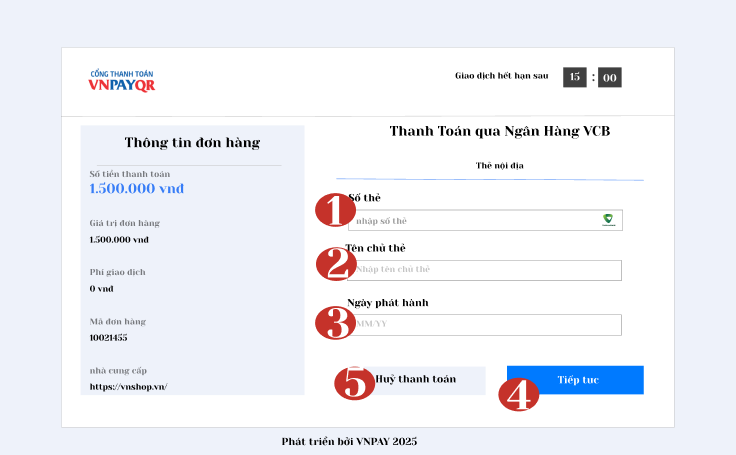 CỔNG THANH TOÁN
VNPAYQR
Giao dịch hết hạn sau 15 : 00
Thông tin đơn hàng
Số tiền thanh toán
1.500.000 vnđ
Giá trị đơn hàng
1.500.000 vnđ
Phí giao dịch
0 vnđ
Mã đơn hàng
10021455
nhà cung cấp
https://vnshop.vn/
Thanh Toán qua Ngân Hàng VCB
Thẻ nội địa
1 Số thẻ
nhập số thẻ
2 Tên chủ thẻ
Nhập tên chủ thẻ
3 Ngày phát hành
MM/YY
5 Huỷ thanh toán
4 Tiếp tuc
Phát triển bởi VNPAY 2025